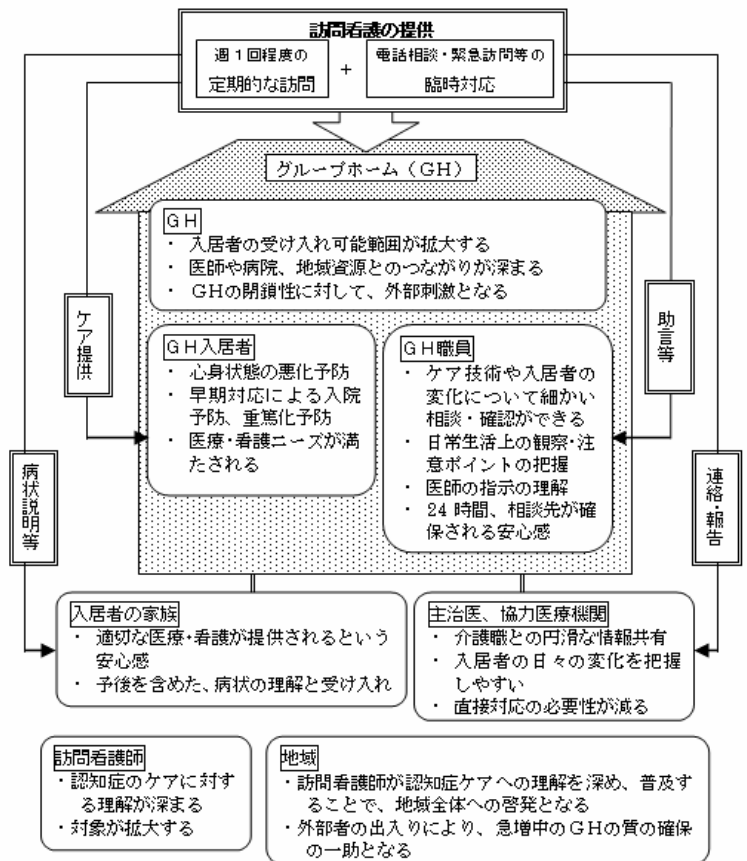 訪問看護の提供
週1回程度の
定期的な訪問
+
電話相談・緊急訪問等の
臨時対応
グループホーム(GH)
GH
・ 入居者の受け入れ可能範囲が拡大する
・ 医師や病院、地域資源とのつながりが深まる
・ GHの閉鎖性に対して、外部刺激となる
ケア提供
助言等
GH入居者
・ 心身状態の悪化予防
・ 早期対応による入院
予防、重篤化予防
・ 医療・看護ニーズが満
たされる
GH職員
・ ケア技術や入居者の
変化について細かい
相談・確認ができる
・ 日常生活上の観察・注
意ポイントの把握
・ 医師の指示の理解
・ 24時間、相談先が確
保される安心感
病状説明等
連絡・報告
入居者の家族
・ 適切な医療・看護が提供されるという
安心感
・ 予後を含めた、病状の理解と受け入れ
主治医、協力医療機関
・ 介護職との円滑な情報共有
・ 入居者の日々の変化を把握
しやすい
・ 直接対応の必要性が減る
訪問看護師
・認知症のケアに対す
る理解が深まる
・対象が拡大する
地域
・訪問看護師が認知症ケアへの理解を深め、普及す
ることで、地域全体への啓発となる
・外部者の出入りにより、急増中のGHの質の確保
の一助となる